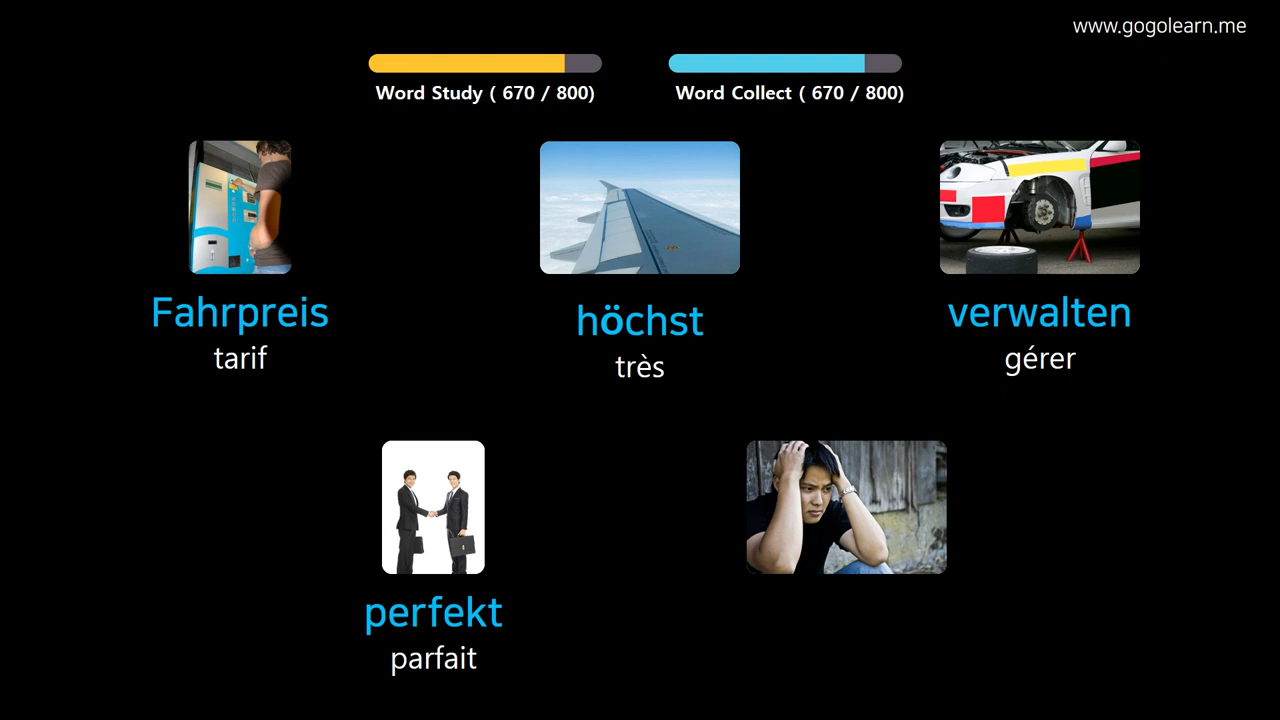 www.gogolearn.me
Word Study ( 670 / 800)
Word Collect ( 670 / 800)
Fahrpreis
tarif
höchst
très
verwalten
gérer
perfekt
parfait